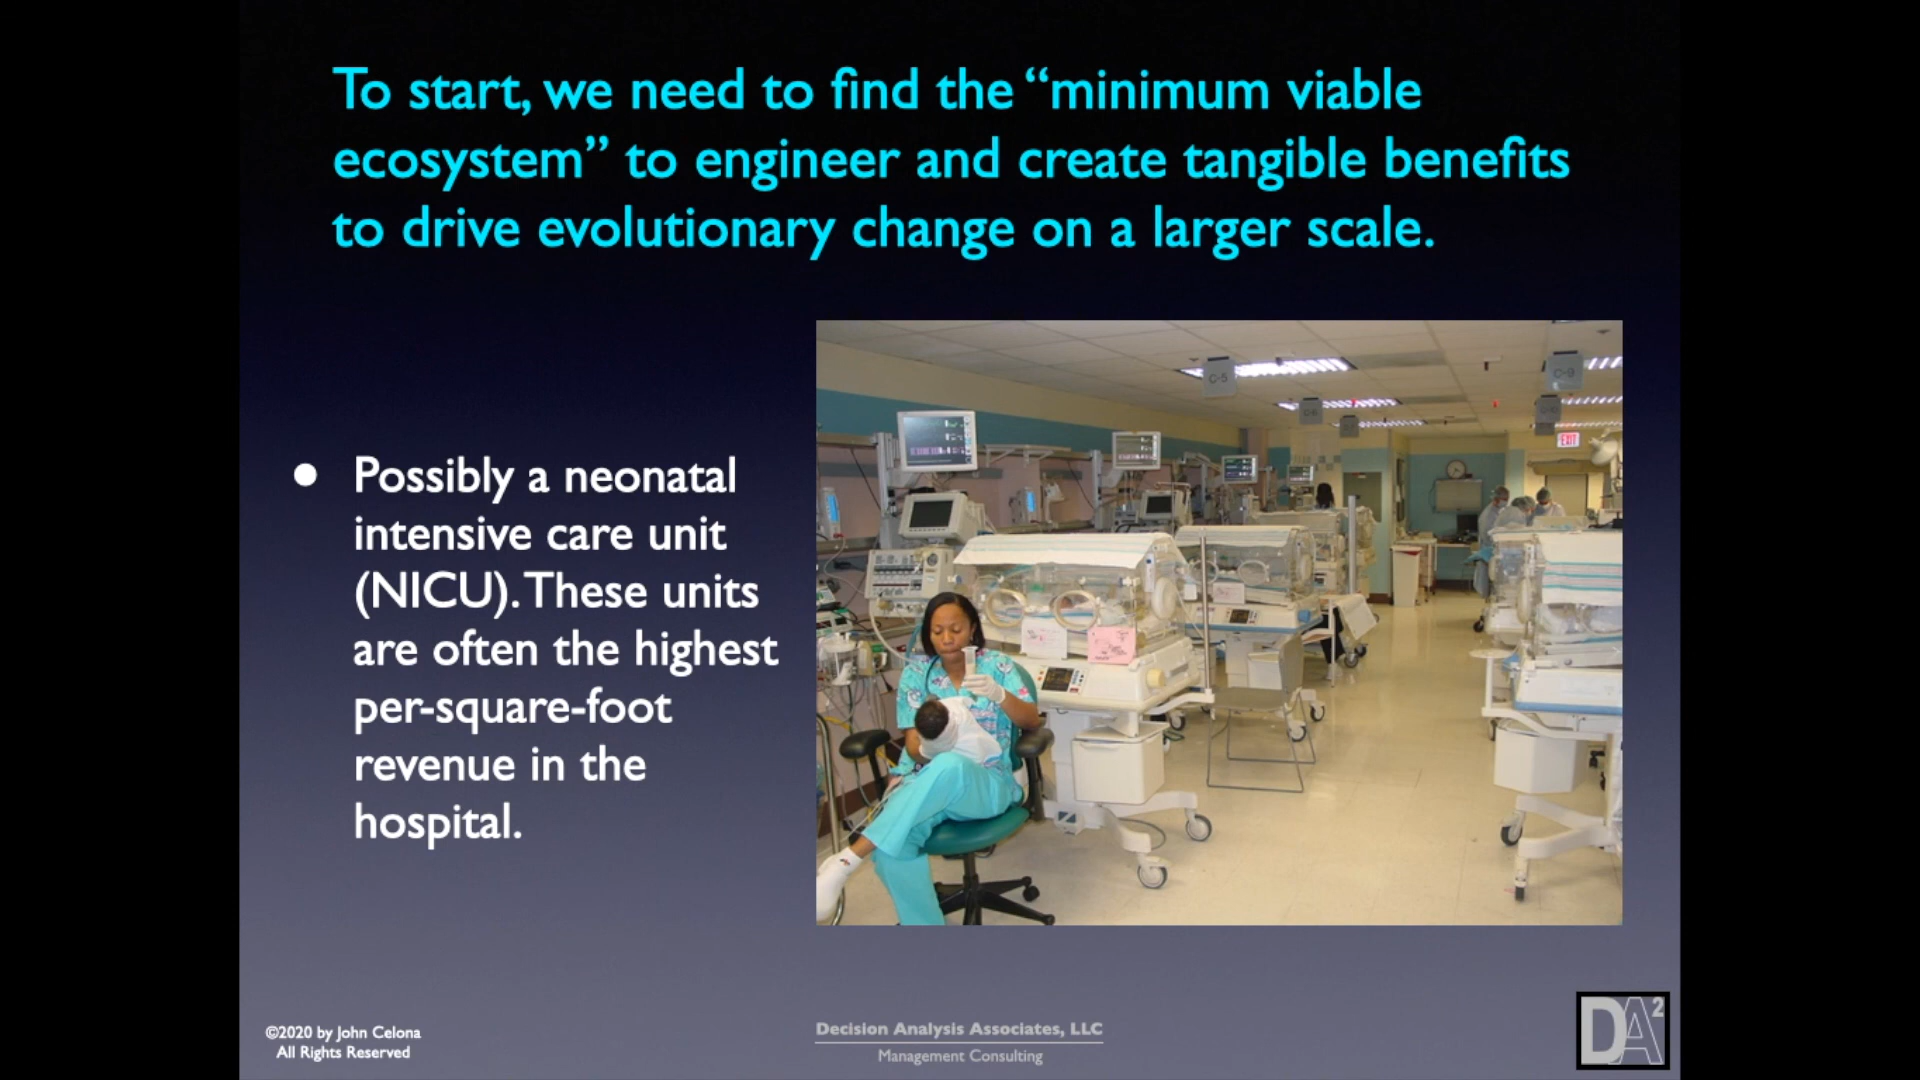 To start, we need to find the “minimum viable
ecosystem” to engineer and create tangible benefits
to drive evolutionary change on a larger scale.
● Possibly a neonatal
intensive care unit
(NICU). These units
are often the highest
per-square-foot
revenue in the
hospital.
C-5
C-9
EXIT
©2020 by John Celona
All Rights Reserved
Decision Analysis Associates, LLC
Management Consulting
DA2